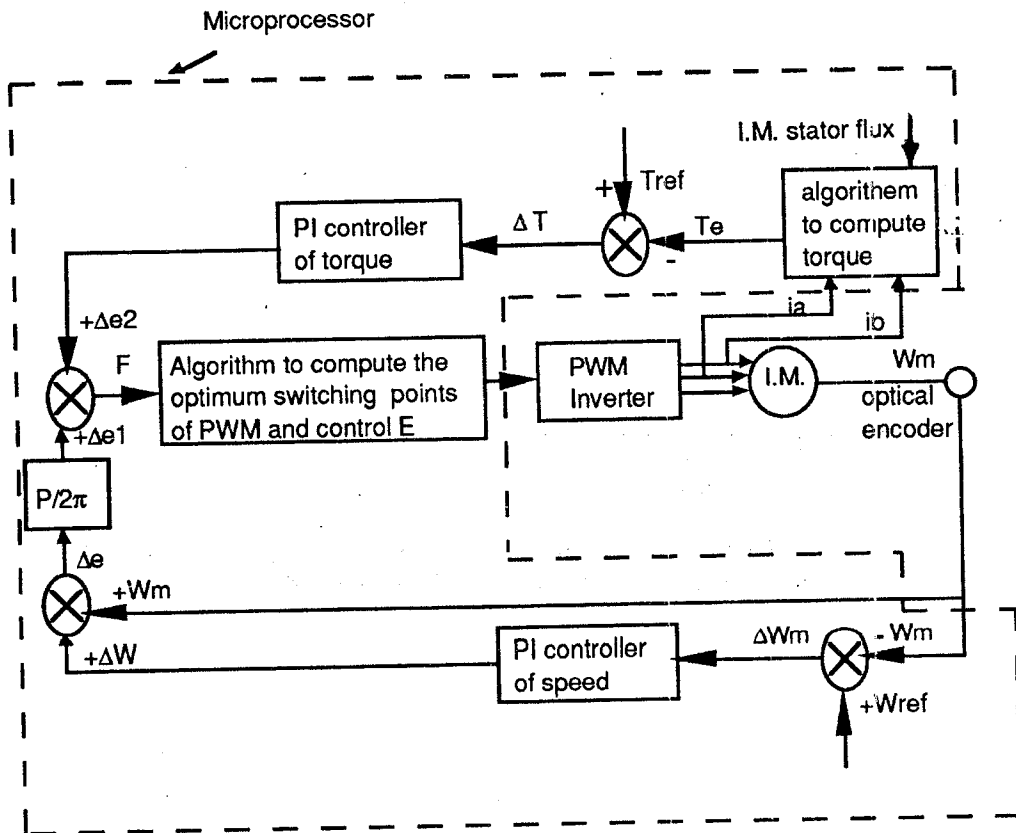 Microprocessor
I.M. stator flux
+
Tref
algorithem
to compute
torque
PI controller
of torque
ΔT
Te
-
ia
ib
+Δe2
F
Algorithm to compute the
optimum switching points
of PWM and control E
PWM
Inverter
I.M.
Wm
optical
encoder
+Δe1
P/2π
Δe
+Wm
+ΔW
PI controller
of speed
ΔWm
- Wm
+Wref